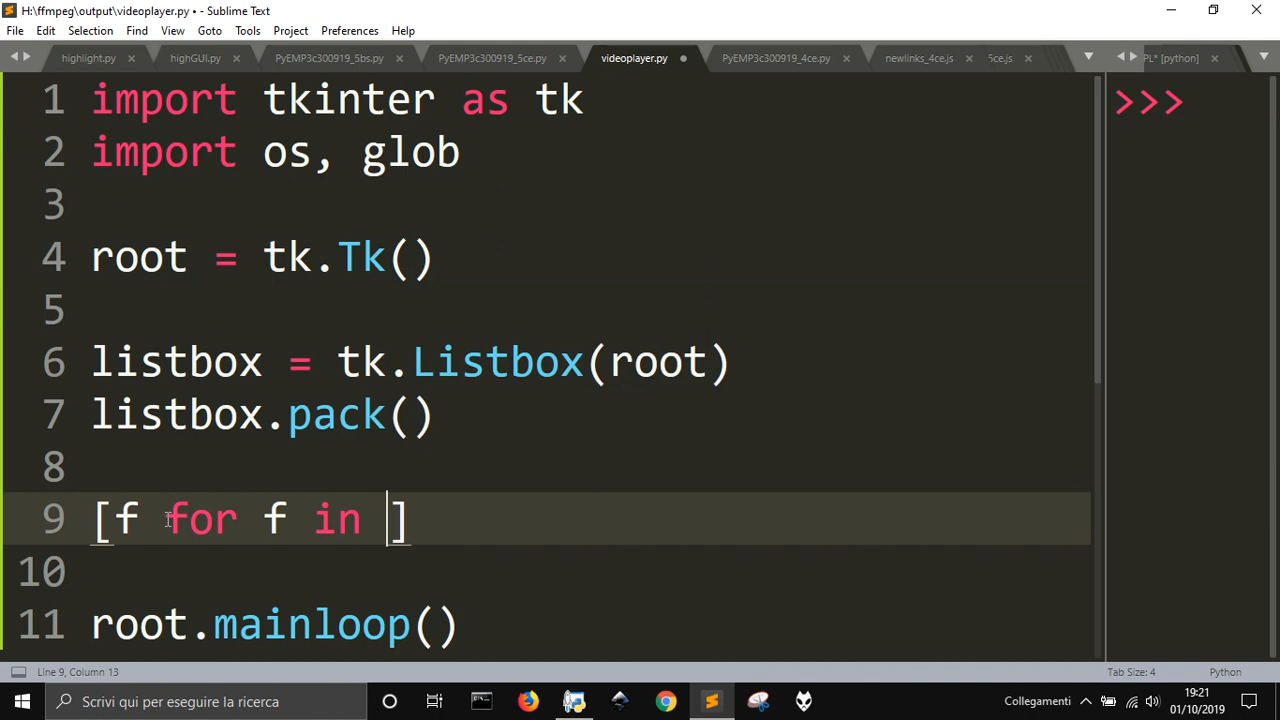 H:\ffmpeg\output\videoplayer.py • - Sublime Text
File Edit Selection Find View Goto Tools Project Preferences Help
highlight.py × highGUI.py × PyEMP3c300919_5bs.py × PyEMP3c300919_5ce.py × videoplayer.py PyEMP3c300919_4ce.py × newlinks_4ce.js × 5ce.js × PL* [python] ×
1 import tkinter as tk
>>>
2 import os, glob
3
4 root = tk.Tk()
5
6 listbox = tk.Listbox(root)
7 listbox.pack()
8
9 [f for f in ]
10
11 root.mainloop()
Line 9, Column 13 Tab Size: 4 Python
Scrivi qui per eseguire la ricerca Collegamenti 19:21
01/10/2019